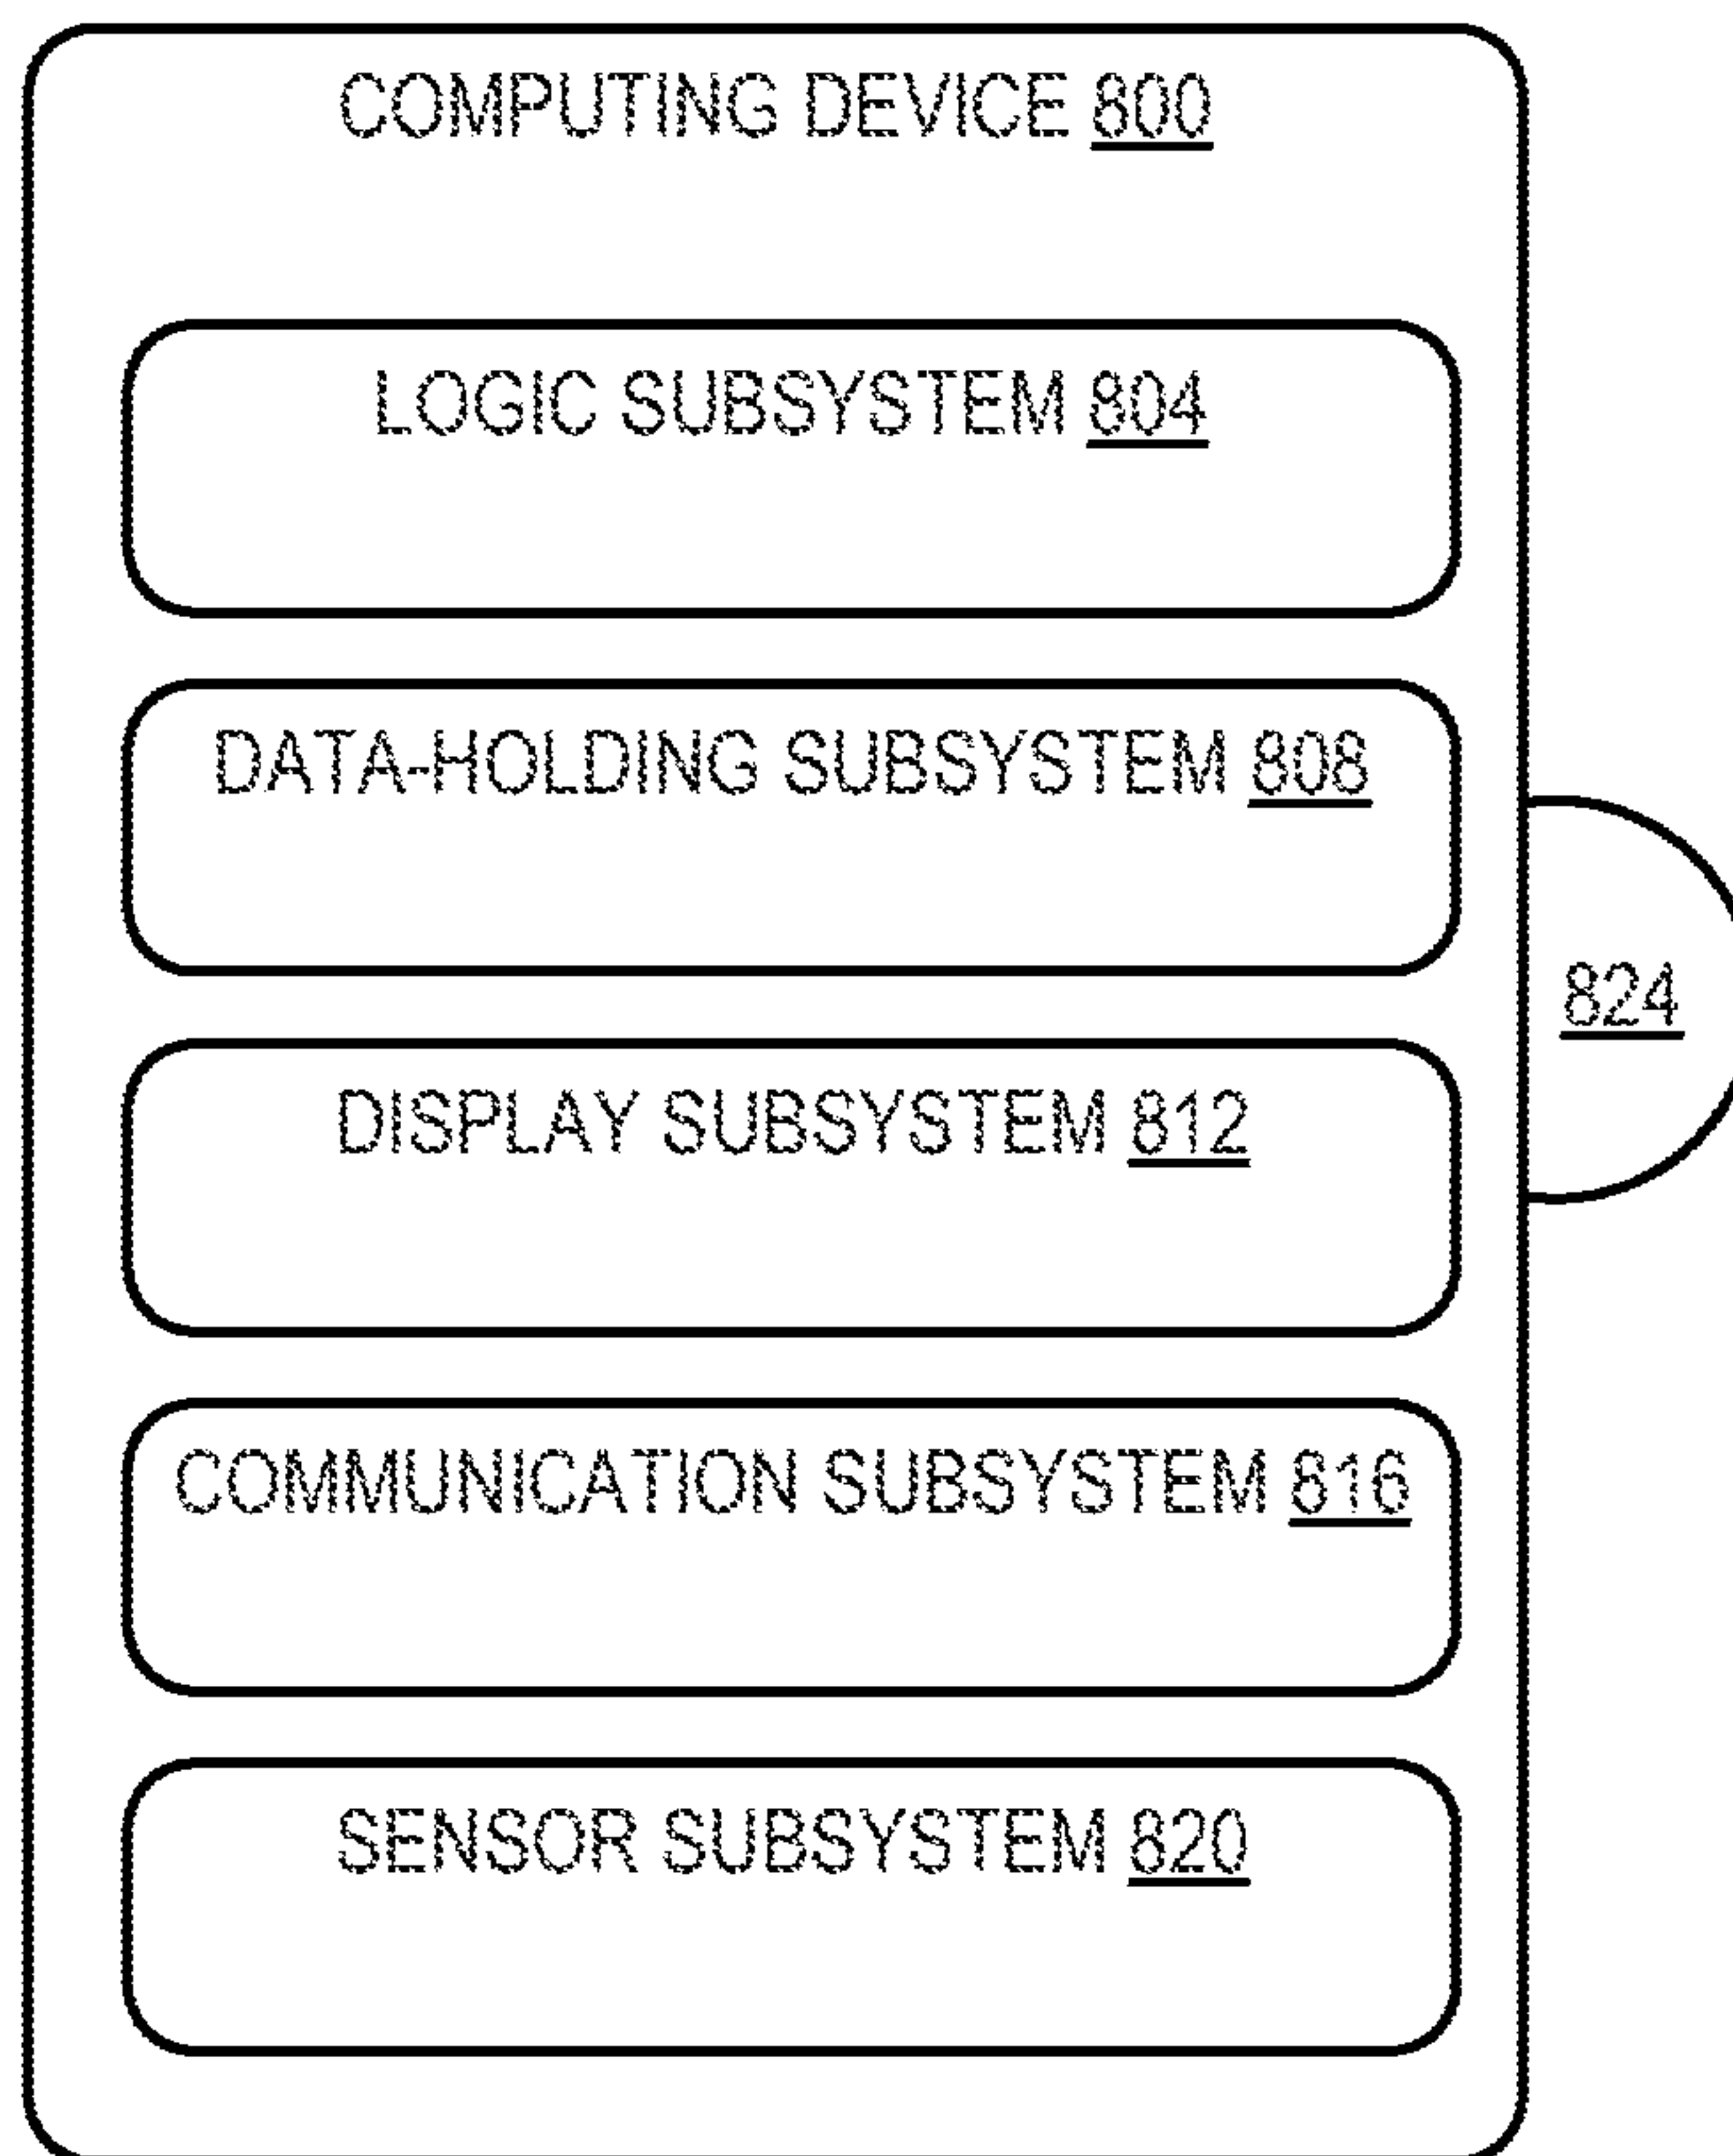 COMPUTING DEVICE 800
LOGIC SUBSYSTEM 804
DATA-HOLDING SUBSYSTEM 808
824
DISPLAY SUBSYSTEM 812
COMMUNICATION SUBSYSTEM 816
SENSOR SUBSYSTEM 820